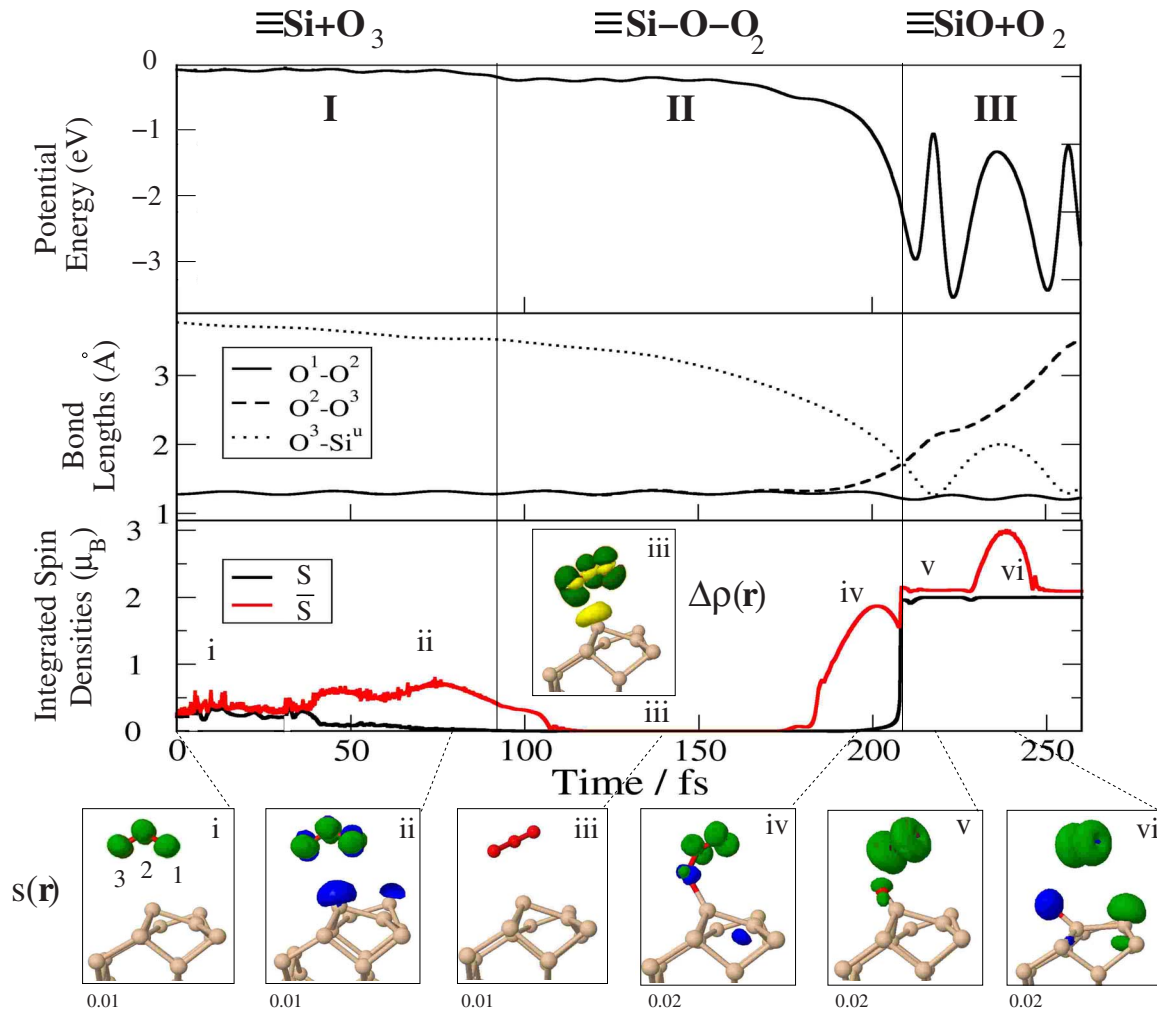 ≡Si+O₃ ≡Si−O−O₂ ≡SiO+O₂
I II III
0
−1
−2
−3
Potential
Energy (eV)
O¹-O²
O²-O³
O³-Siᵘ
3
2
1
Bond
Lengths (Å)
S
S̅
i ii iii iv v vi
iii
Δρ(r)
3
2
1
0
Integrated Spin
Densities (μ_B)
0 50 100 150 200 250
Time / fs
s(r)
i ii iii iv v vi
3 2 1
0.01 0.01 0.01 0.02 0.02 0.02